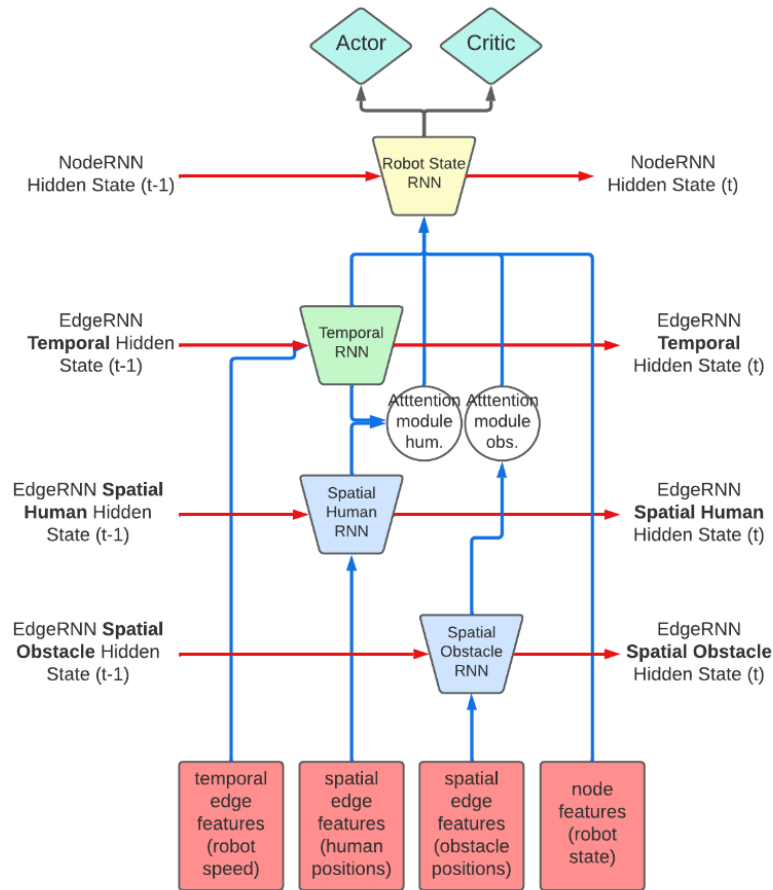 Actor
Critic
NodeRNN
Hidden State (t-1)
Robot State
RNN
NodeRNN
Hidden State (t)
EdgeRNN
Temporal Hidden
State (t-1)
Temporal
RNN
EdgeRNN
Temporal
Hidden State (t)
Atttention
module
hum.
Atttention
module
obs.
EdgeRNN Spatial
Human Hidden
State (t-1)
Spatial
Human
RNN
EdgeRNN
Spatial Human
Hidden State (t)
EdgeRNN Spatial
Obstacle Hidden
State (t-1)
Spatial
Obstacle
RNN
EdgeRNN
Spatial Obstacle
Hidden State (t)
temporal
edge
features
(robot
speed)
spatial
edge
features
(human
positions)
spatial
edge
features
(obstacle
positions)
node
features
(robot
state)